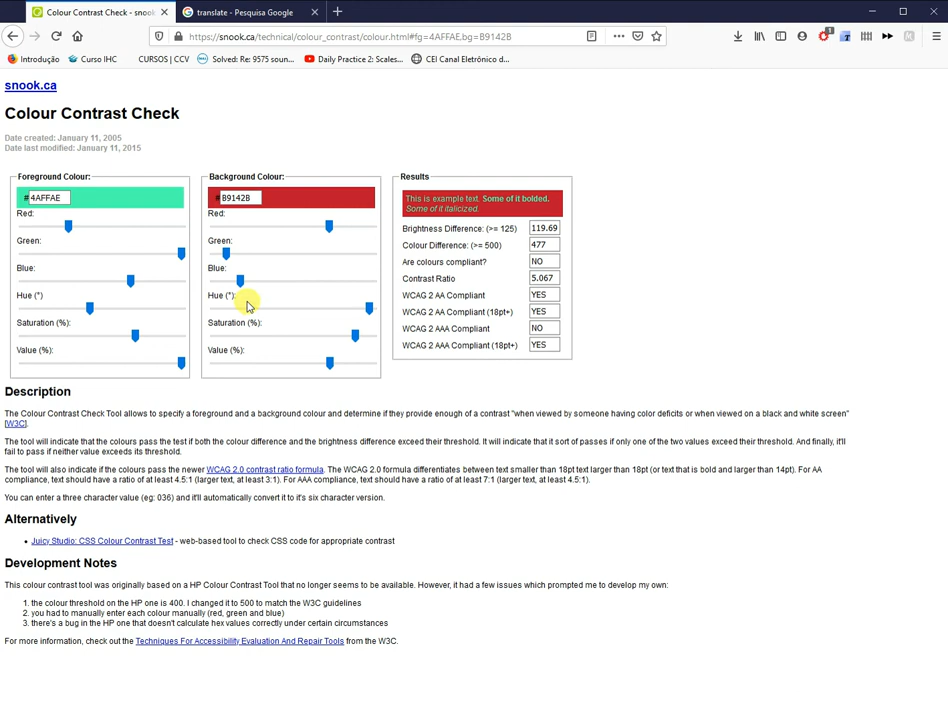 Colour Contrast Check - snook
translate - Pesquisa Google
https://snook.ca/technical/colour_contrast/colour.html#fg=4AFFAE,bg=B9142B
Introdução
Curso IHC
CURSOS | CCV
Solved: Re: 9575 soun...
Daily Practice 2: Scales...
CEI Canal Eletrônico d...
snook.ca
Colour Contrast Check
Date created: January 11, 2005
Date last modified: January 11, 2015
Foreground Colour:
#4AFFAE
Red:
Green:
Blue:
Hue (°)
Saturation (%):
Value (%):
Background Colour:
#B9142B
Red:
Green:
Blue:
Hue (°):
Saturation (%):
Value (%):
Results
This is example text. Some of it bolded.
Some of it italicized.
Brightness Difference: (>= 125) 119.69
Colour Difference: (>= 500) 477
Are colours compliant? NO
Contrast Ratio 5.067
WCAG 2 AA Compliant YES
WCAG 2 AA Compliant (18pt+) YES
WCAG 2 AAA Compliant NO
WCAG 2 AAA Compliant (18pt+) YES
Description
The Colour Contrast Check Tool allows to specify a foreground and a background colour and determine if they provide enough of a contrast "when viewed by someone having color deficits or when viewed on a black and white screen"
[W3C].
The tool will indicate that the colours pass the test if both the colour difference and the brightness difference exceed their threshold. It will indicate that it sort of passes if only one of the two values exceed their threshold. And finally, it'll
fail to pass if neither value exceeds its threshold.
The tool will also indicate if the colours pass the newer WCAG 2.0 contrast ratio formula. The WCAG 2.0 formula differentiates between text smaller than 18pt text larger than 18pt (or text that is bold and larger than 14pt). For AA
compliance, text should have a ratio of at least 4.5:1 (larger text, at least 3:1). For AAA compliance, text should have a ratio of at least 7:1 (larger text, at least 4.5:1).
You can enter a three character value (eg: 036) and it'll automatically convert it to it's six character version.
Alternatively
• Juicy Studio: CSS Colour Contrast Test - web-based tool to check CSS code for appropriate contrast
Development Notes
This colour contrast tool was originally based on a HP Colour Contrast Tool that no longer seems to be available. However, it had a few issues which prompted me to develop my own:
1. the colour threshold on the HP one is 400. I changed it to 500 to match the W3C guidelines
2. you had to manually enter each colour manually (red, green and blue)
3. there's a bug in the HP one that doesn't calculate hex values correctly under certain circumstances
For more information, check out the Techniques For Accessibility Evaluation And Repair Tools from the W3C.